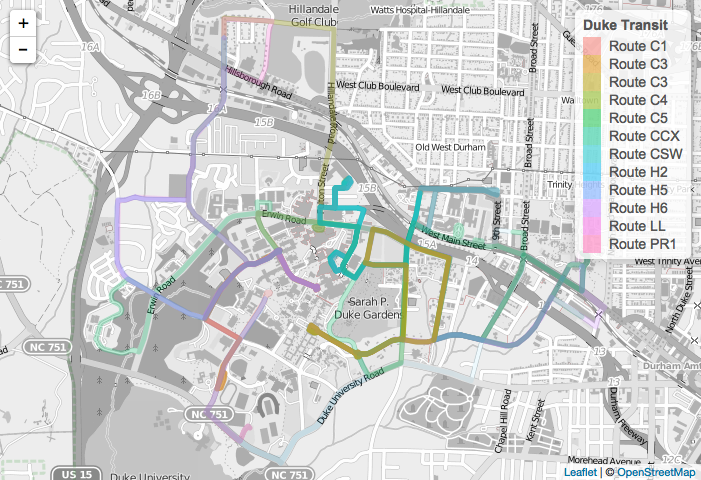 +
−
Hillandale
Golf Club
Watts Hospital-Hillandale
Duke Transit
Route C1
Route C3
Route C3
Route C4
Route C5
Route CCX
Route CSW
Route H2
Route H5
Route H6
Route LL
Route PR1
16A
16B
16B
Hillsborough Road
Hillandale Road
West Club Boulevard
West Club Boulevard
Broad Street
Broad Street
Old West Durham
Trinity Heights
15B
Erwin Road
9th Street
Broad Street
West Main Street
15A
14
West Trinity Avenue
NC 751
Erwin Road
Sarah P.
Duke Gardens
North Duke Street
NC 751
13
Durham Amt
Duke University Road
NC 751
Chapel Hill Road
Kent Street
Durham Freeway
NC 751
US 15
Duke University
Morehead Avenue
12C
Leaflet | © OpenStreetMap